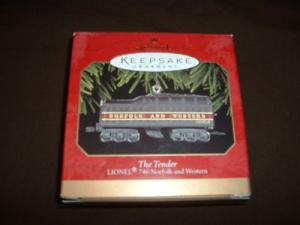 KEEPSAKE
ORNAMENT
NORFOLK AND WESTERN
The Tender
LIONEL® 746 Norfolk and Western